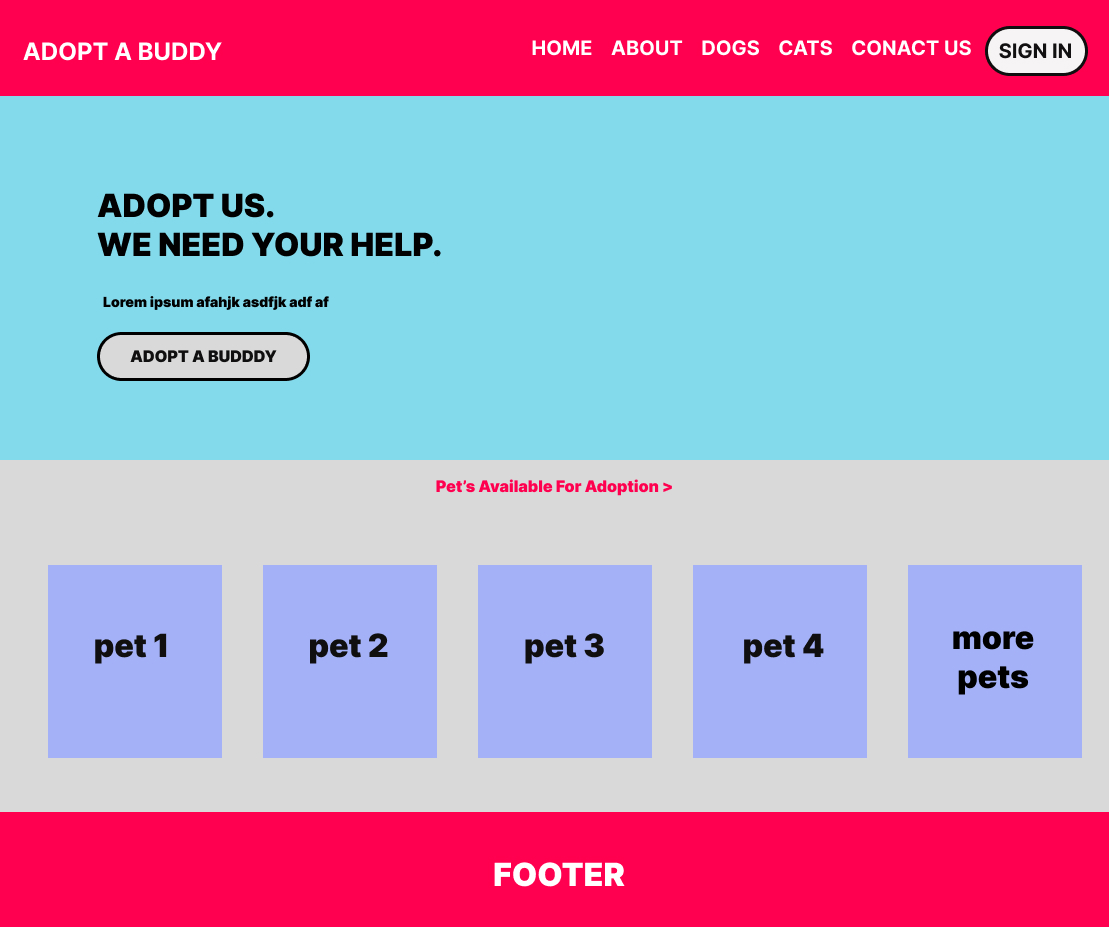 ADOPT A BUDDY
HOME ABOUT DOGS CATS CONACT US SIGN IN
ADOPT US.
WE NEED YOUR HELP.
Lorem ipsum afahjk asdfjk adf af
ADOPT A BUDDDY
Pet’s Available For Adoption >
pet 1
pet 2
pet 3
pet 4
more
pets
FOOTER